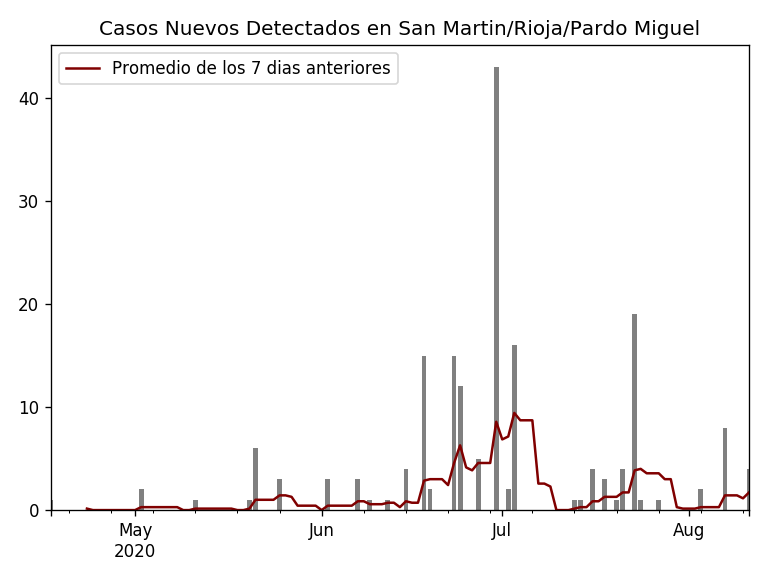 Casos Nuevos Detectados en San Martin/Rioja/Pardo Miguel
Promedio de los 7 dias anteriores
40
30
20
10
0
May Jun Jul Aug
2020